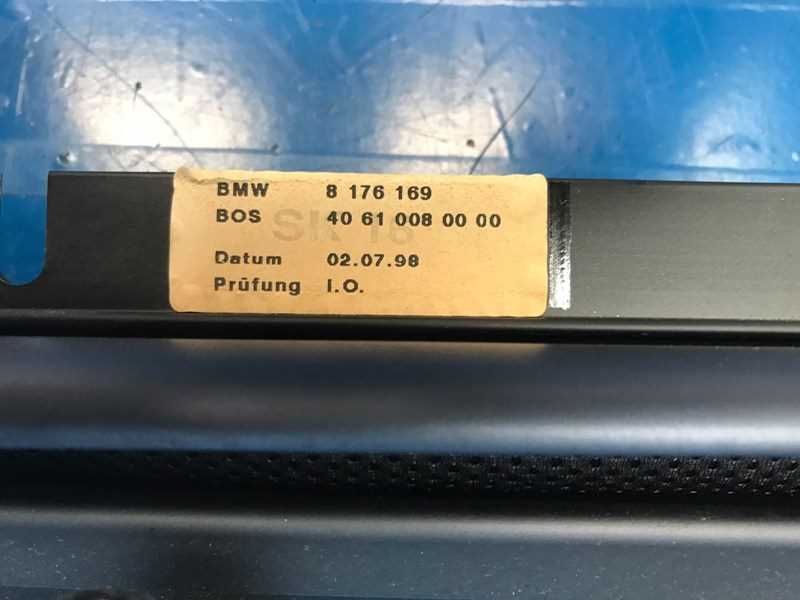 BMW 8 176 169
BOS 40 61 008 00 00
Datum 02.07.98
Prüfung I.O.